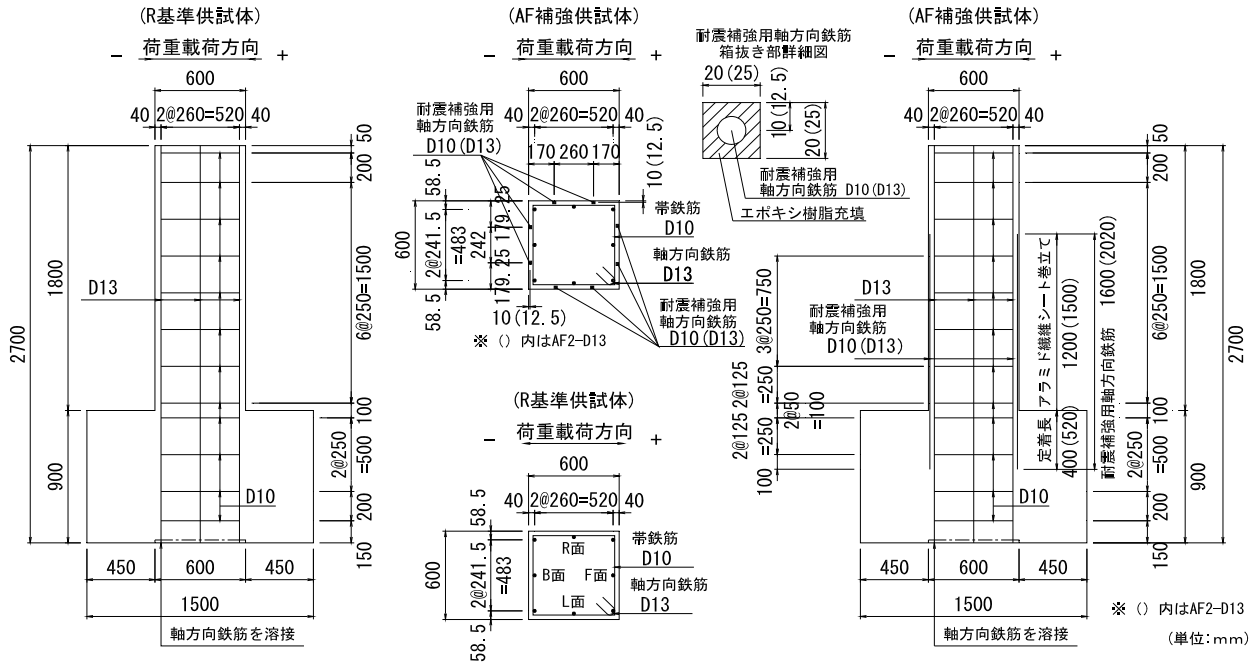 (R基準供試体)
－ 荷重載荷方向 ＋
600
40 2@260=520 40
50
200
6@250=1500
100
2@250
=500
200
150
2700
1800
900
D13
D10
450 600 450
1500
軸方向鉄筋を溶接
(AF補強供試体)
－ 荷重載荷方向 ＋
600
40 2@260=520 40
170 260 170
10(12.5)
耐震補強用
軸方向鉄筋
D10(D13)
600
58.5
2@241.5
=483
58.5
179.25
242
179.25
10(12.5)
帯鉄筋
D10
軸方向鉄筋
D13
耐震補強用
軸方向鉄筋
D10(D13)
※ () 内はAF2-D13
(R基準供試体)
－ 荷重載荷方向 ＋
600
40 2@260=520 40
600
58.5
2@241.5
=483
58.5
R面
B面 F面
L面
帯鉄筋
D10
軸方向鉄筋
D13
耐震補強用軸方向鉄筋
箱抜き部詳細図
20(25)
10(12.5)
20(25)
耐震補強用
軸方向鉄筋 D10(D13)
エポキシ樹脂充填
(AF補強供試体)
－ 荷重載荷方向 ＋
600
40 2@260=520 40
50
200
6@250=1500
100
2@250
=500
200
150
1800
900
2700
D13
耐震補強用
軸方向鉄筋
D10(D13)
3@250=750
2@125
=250
2@50
=100
2@125
=250
100
アラミド繊維シート巻立て
1200(1500)
定着長
400(520)
耐震補強用軸方向鉄筋 1600(2020)
D10
450 600 450
1500
軸方向鉄筋を溶接
※ () 内はAF2-D13
(単位:mm)